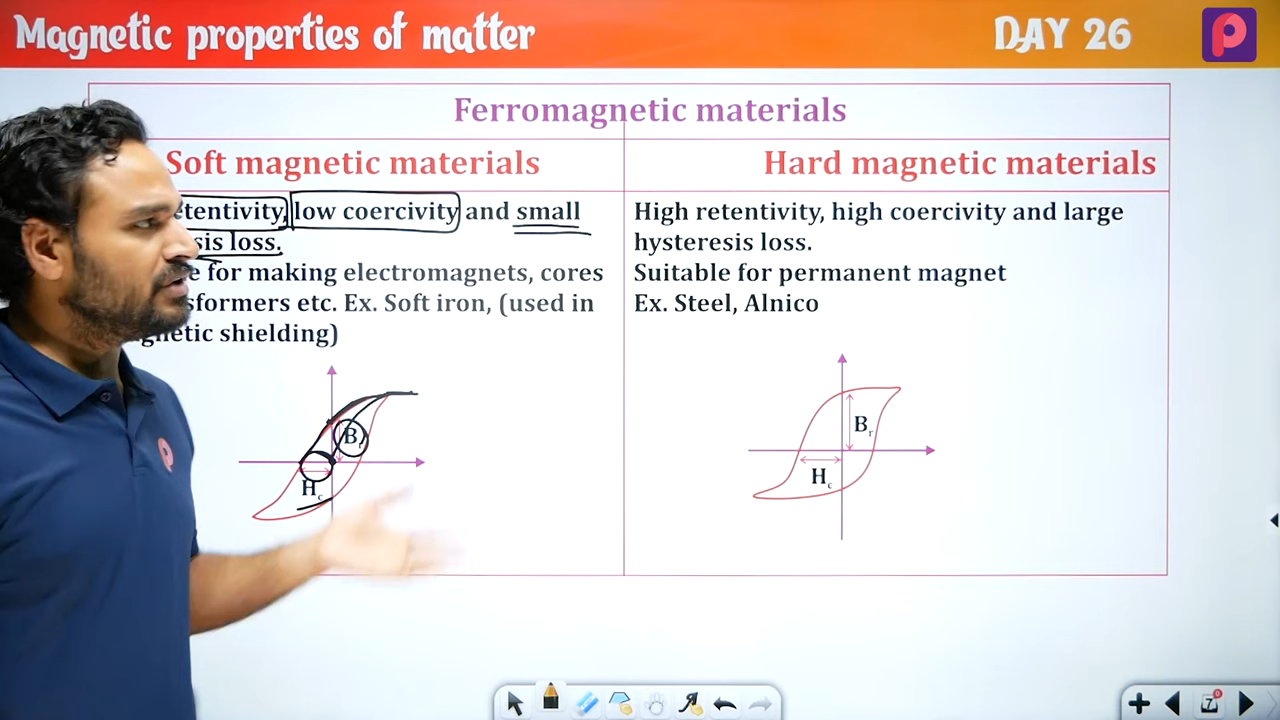 Magnetic properties of matter
DAY 26
Ferromagnetic materials
Soft magnetic materials
Hard magnetic materials
etentivity, low coercivity and small
sis loss.
e for making electromagnets, cores
sformers etc. Ex. Soft iron, (used in
gnetic shielding)
High retentivity, high coercivity and large
hysteresis loss.
Suitable for permanent magnet
Ex. Steel, Alnico
Br
Hc
Br
Hc